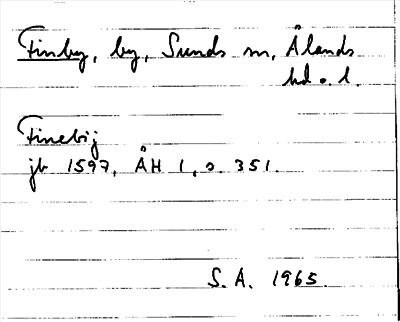 Finby, by, Sunds sn, Ålands
hd o. l.
Finebij
jb 1597, ÅH 1, s. 351.
S. A. 1965.